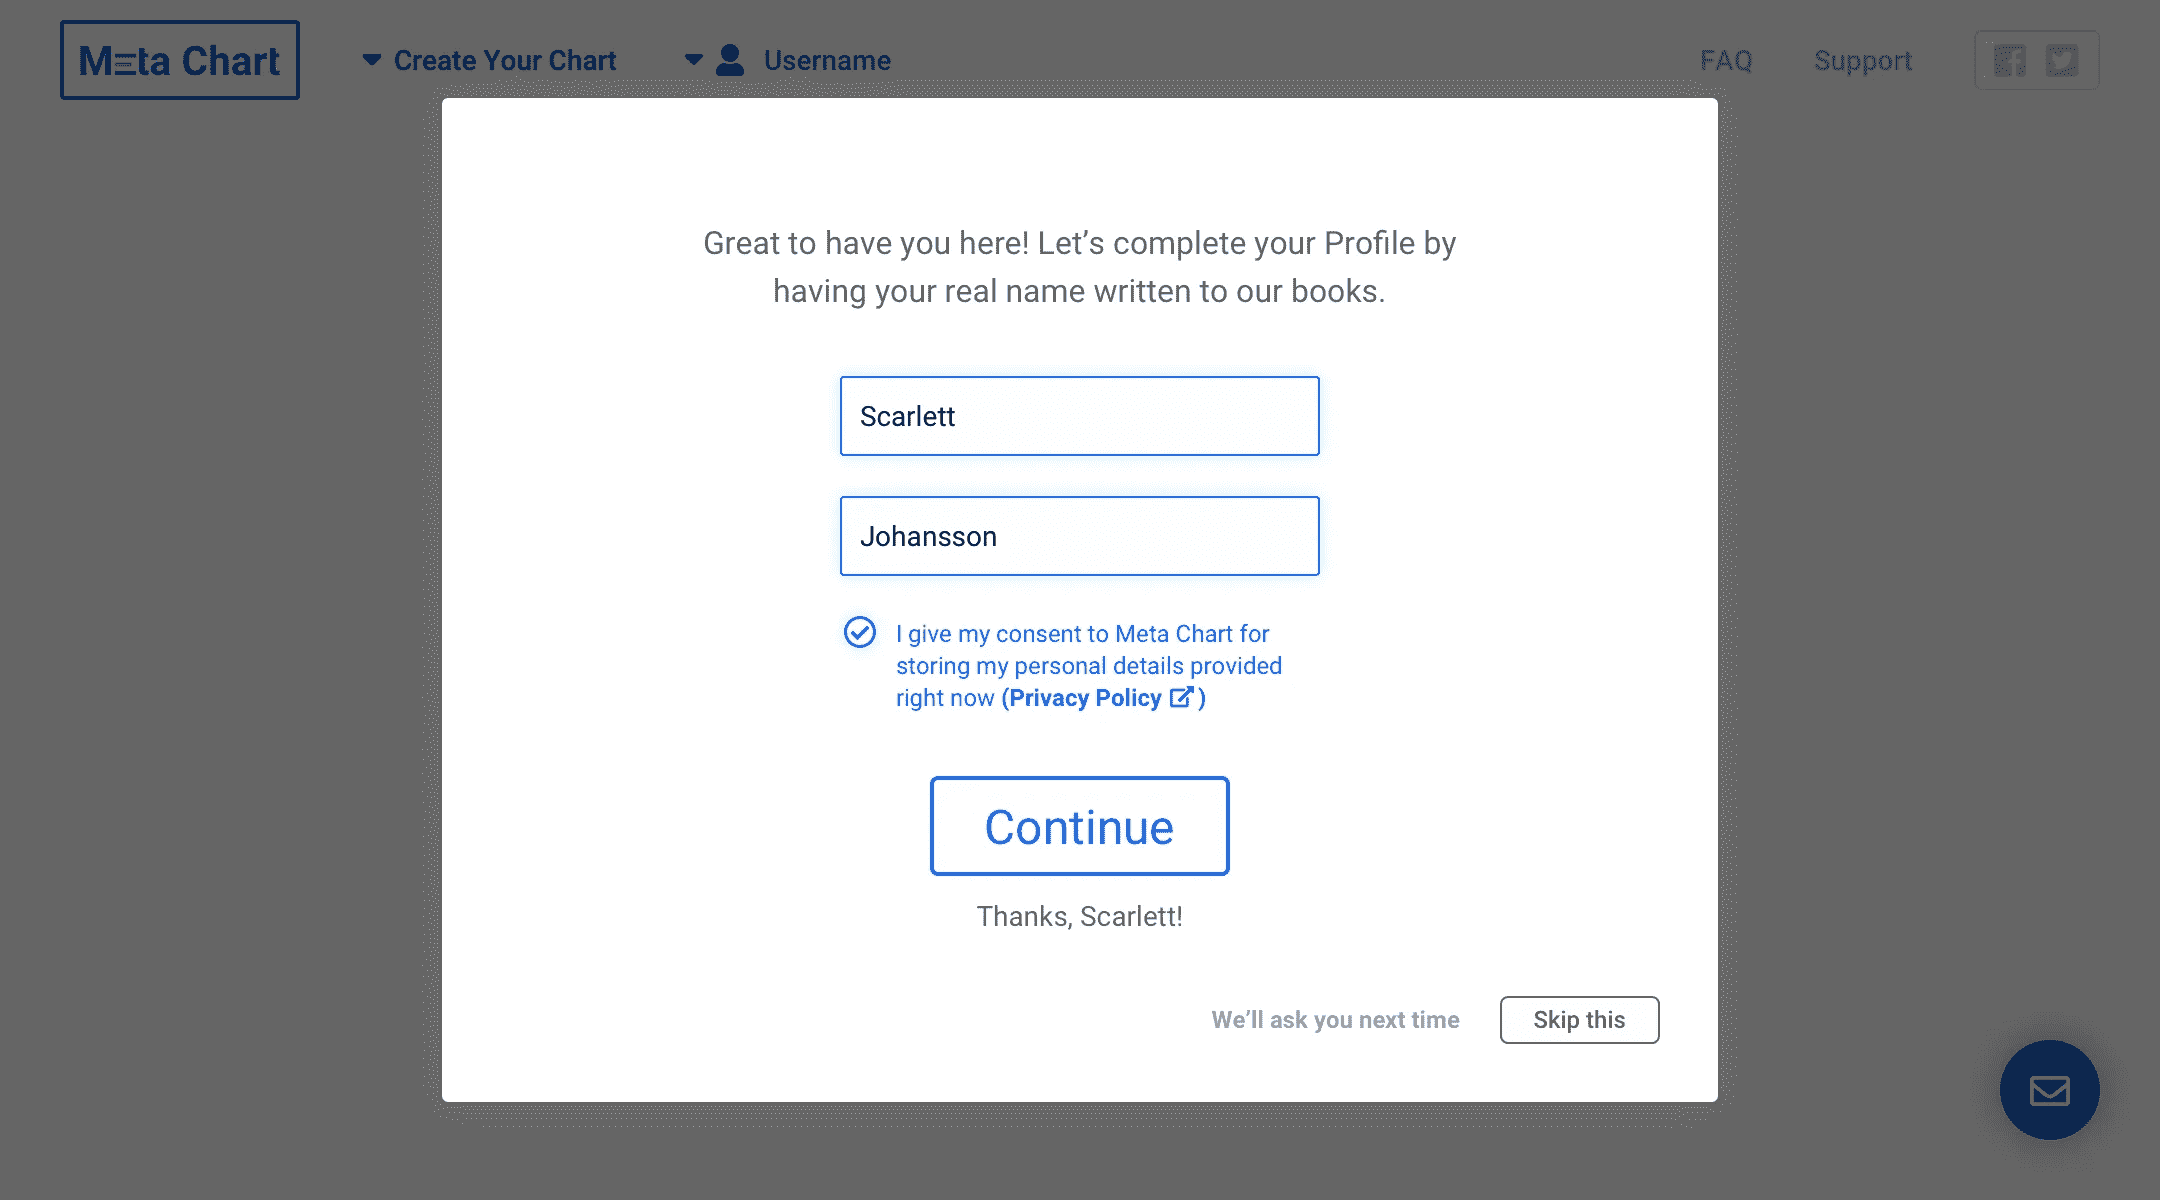 Meta Chart
Create Your Chart
Username
FAQ
Support
Great to have you here! Let’s complete your Profile by
having your real name written to our books.
Scarlett
Johansson
I give my consent to Meta Chart for
storing my personal details provided
right now (Privacy Policy )
Continue
Thanks, Scarlett!
We’ll ask you next time
Skip this